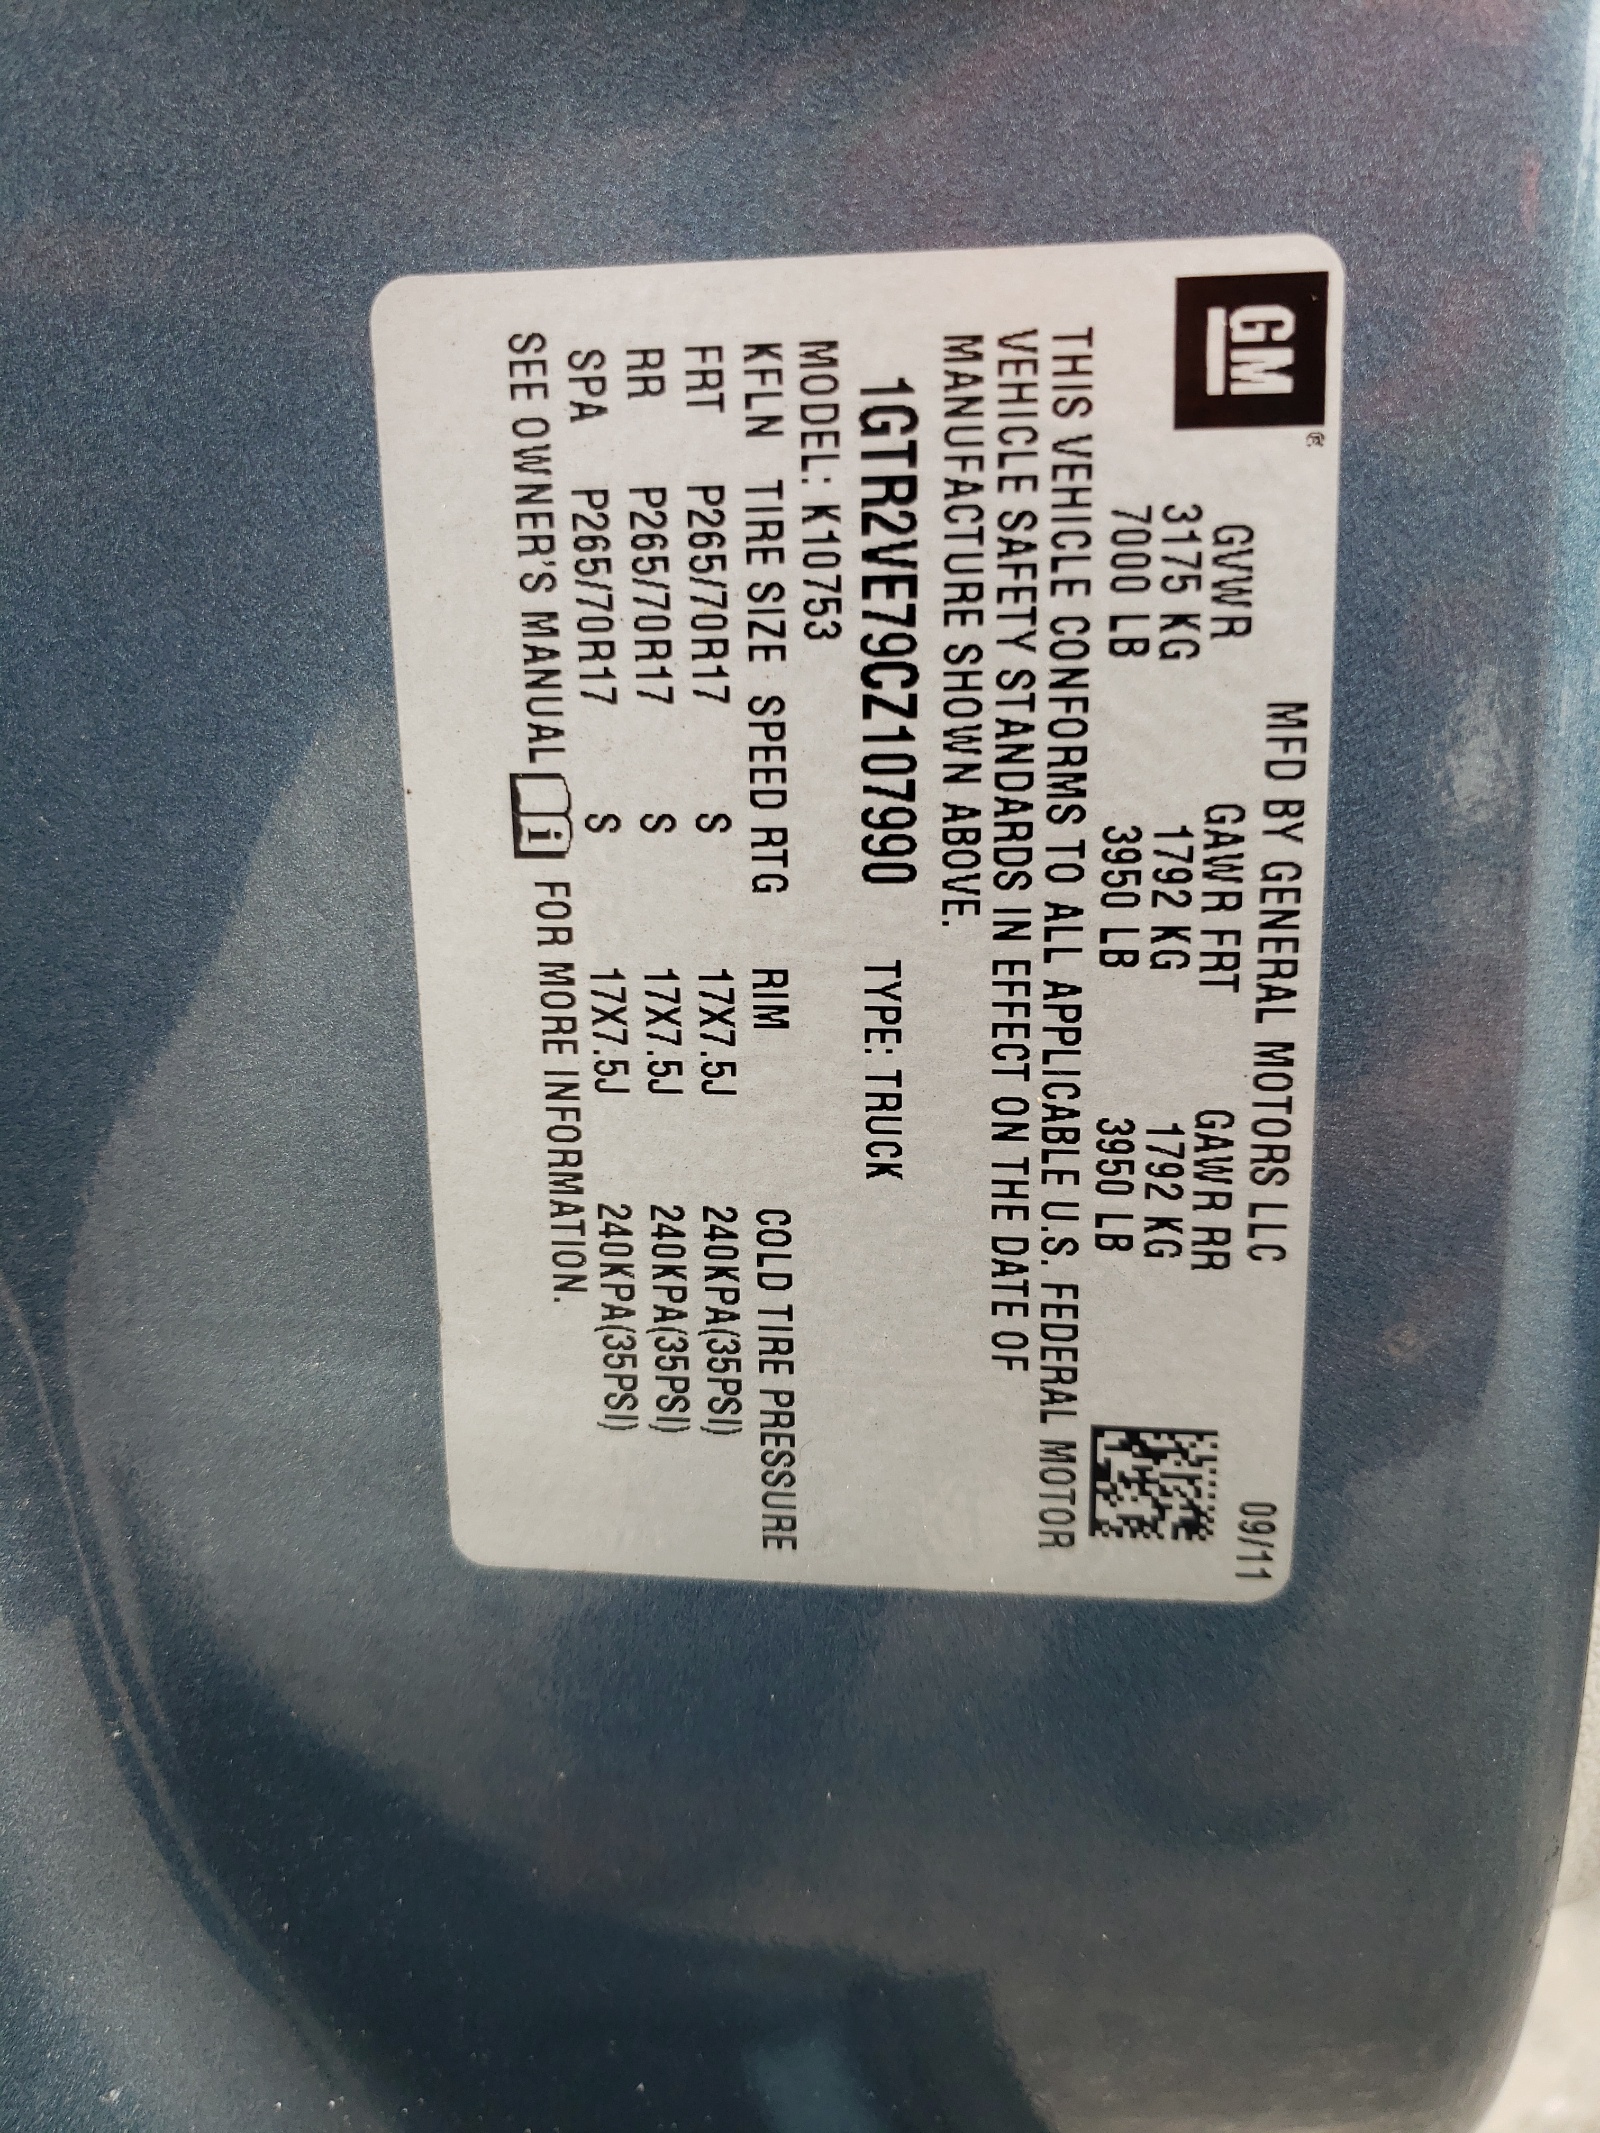 GM®
MFD BY GENERAL MOTORS LLC 09/11
GVWR GAWR FRT GAWR RR
3175 KG 1792 KG 1792 KG
7000 LB 3950 LB 3950 LB
THIS VEHICLE CONFORMS TO ALL APPLICABLE U.S. FEDERAL MOTOR
VEHICLE SAFETY STANDARDS IN EFFECT ON THE DATE OF
MANUFACTURE SHOWN ABOVE.
1GTR2VE79CZ107990 TYPE: TRUCK
MODEL: K10753
KFLN TIRE SIZE SPEED RTG RIM COLD TIRE PRESSURE
FRT P265/70R17 S 17X7.5J 240KPA(35PSI)
RR P265/70R17 S 17X7.5J 240KPA(35PSI)
SPA P265/70R17 S 17X7.5J 240KPA(35PSI)
SEE OWNER'S MANUAL i FOR MORE INFORMATION.